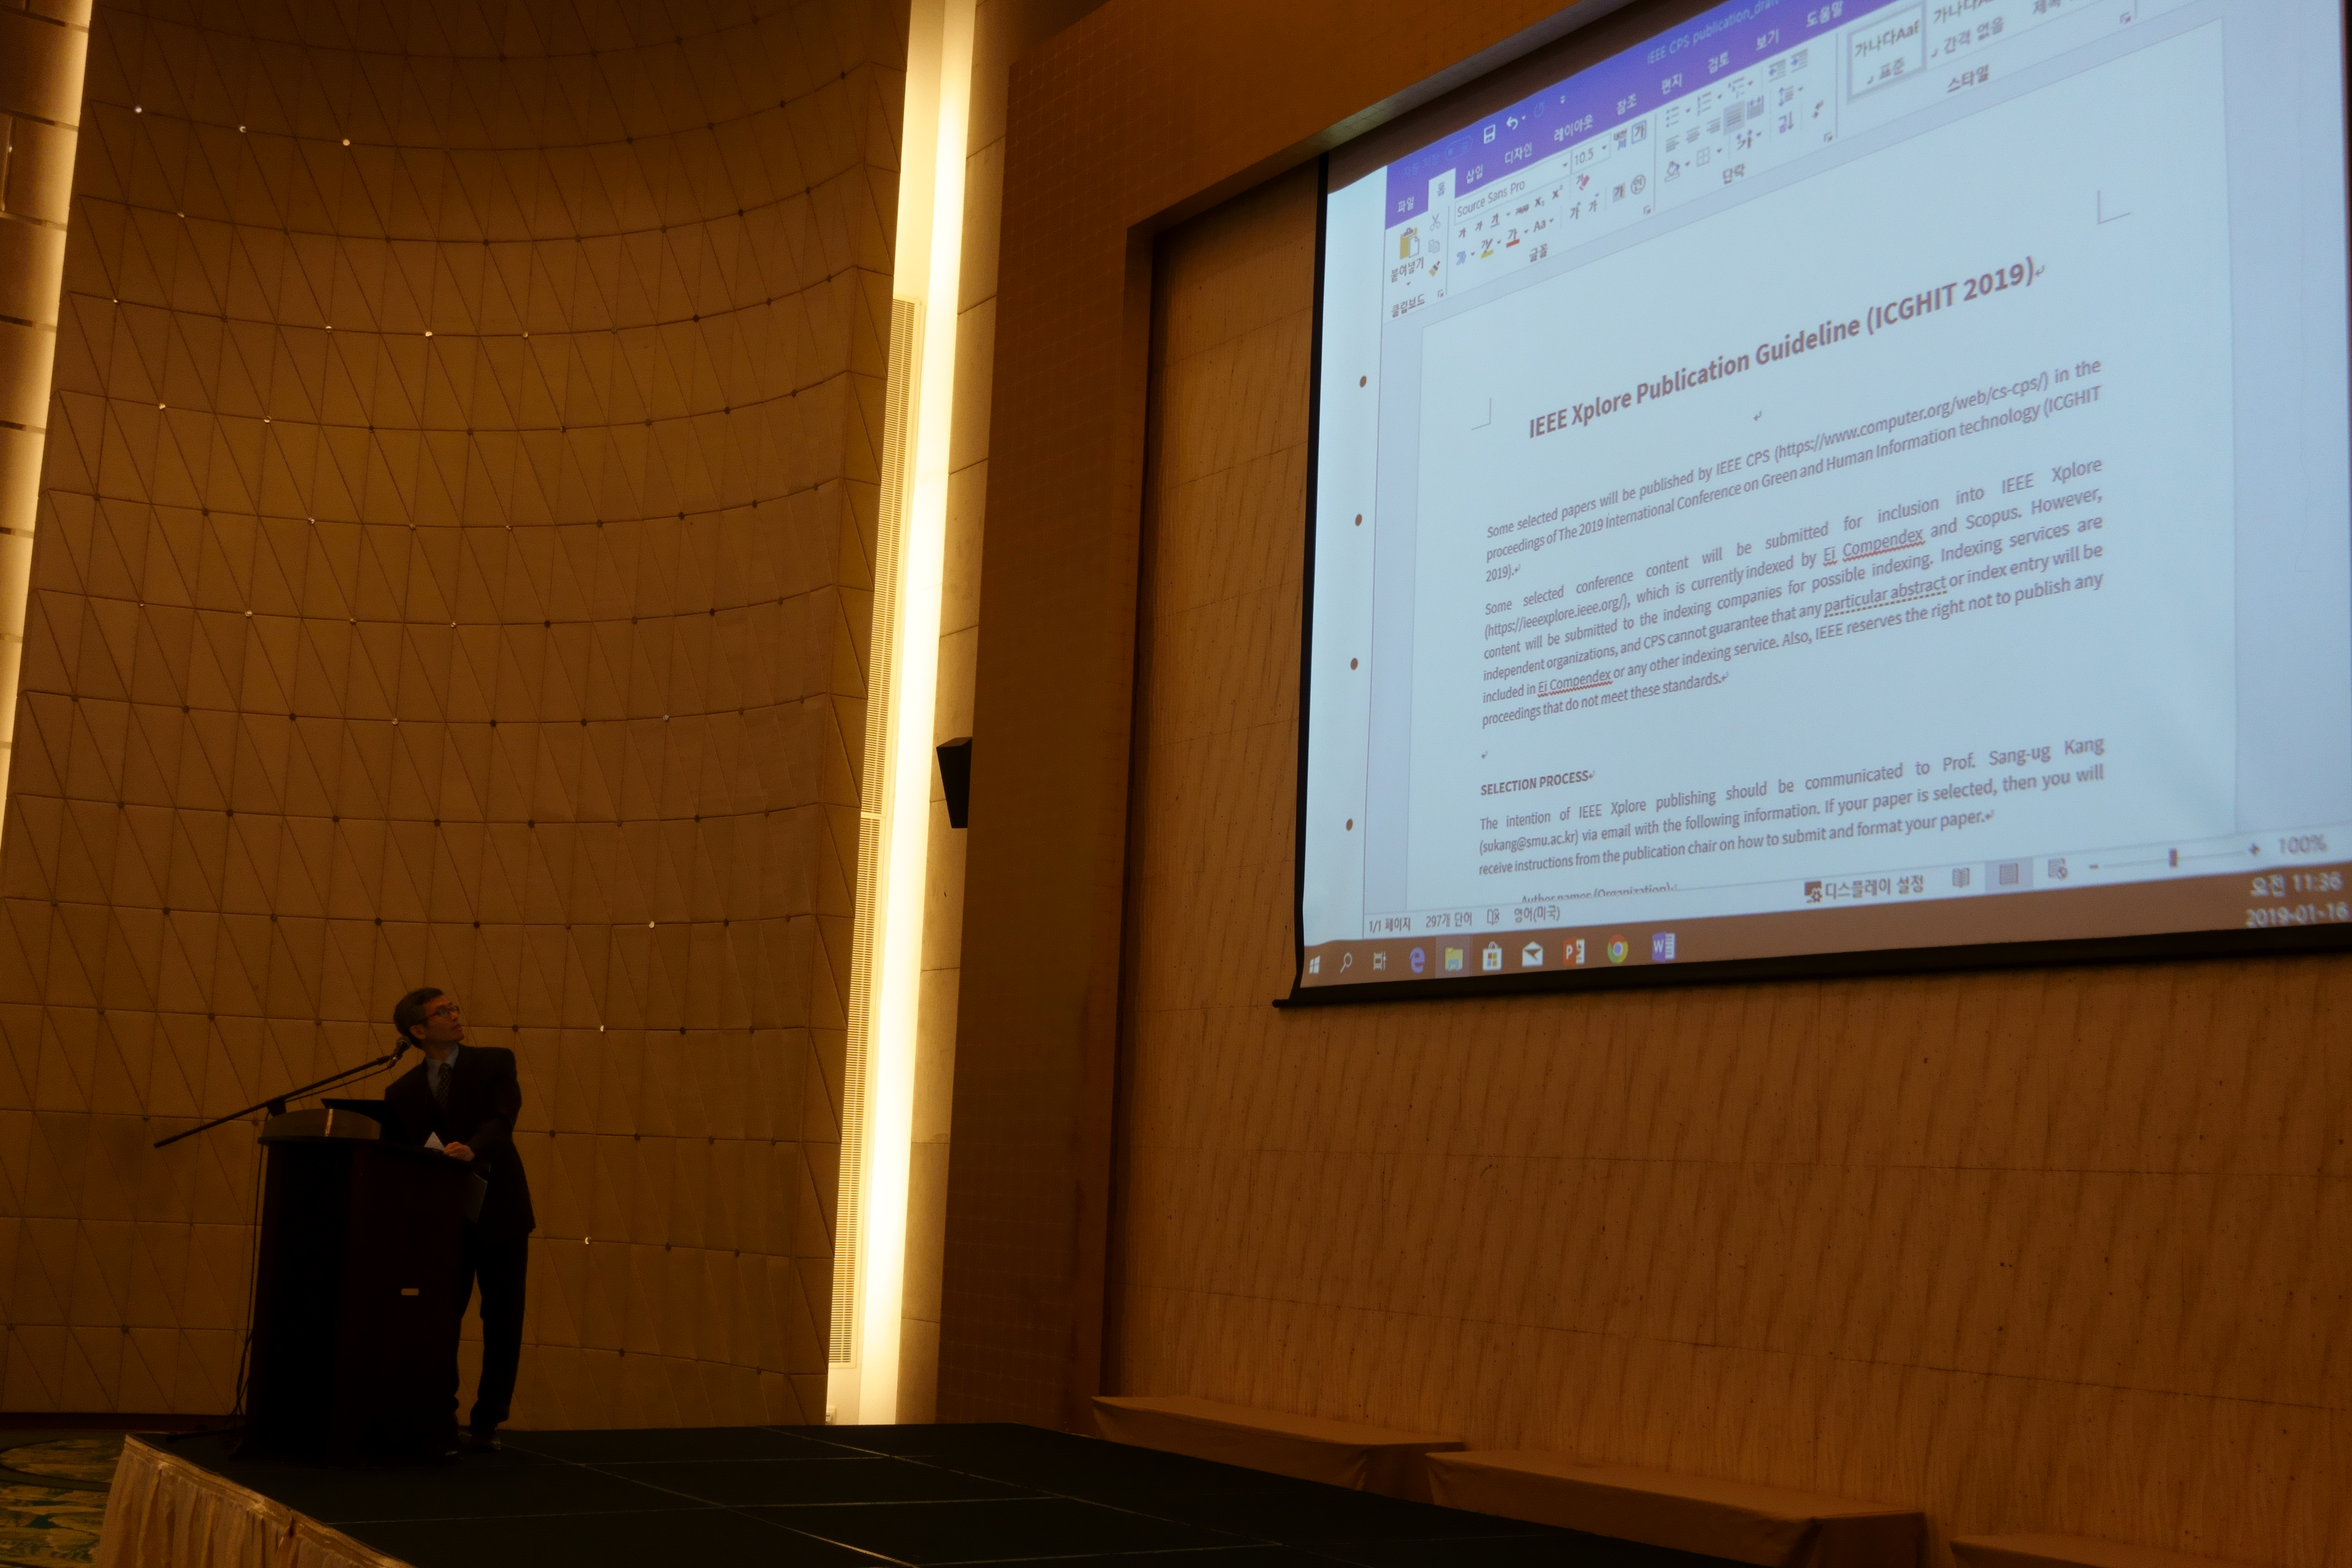 IEEE CPS publication_draf
파일 홈 삽입 디자인 레이아웃 참조 편지 검토 보기 도움말
Source Sans Pro 10.5
붙여넣기
클립보드 글꼴 단락 스타일
가나다AaE 가나다A
표준 간격 없음 제목
IEEE Xplore Publication Guideline (ICGHIT 2019)
Some selected papers will be published by IEEE CPS (https://www.computer.org/web/cs-cps/) in the
proceedings of The 2019 International Conference on Green and Human Information technology (ICGHIT
2019).
Some selected conference content will be submitted for inclusion into IEEE Xplore
(https://ieeexplore.ieee.org/), which is currently indexed by Ei Compendex and Scopus. However,
content will be submitted to the indexing companies for possible indexing. Indexing services are
independent organizations, and CPS cannot guarantee that any particular abstract or index entry will be
included in Ei Compendex or any other indexing service. Also, IEEE reserves the right not to publish any
proceedings that do not meet these standards.
SELECTION PROCESS
The intention of IEEE Xplore publishing should be communicated to Prof. Sang-ug Kang
(sukang@smu.ac.kr) via email with the following information. If your paper is selected, then you will
receive instructions from the publication chair on how to submit and format your paper.
Author names (Organization):
1/1 페이지 297개 단어 영어(미국) 디스플레이 설정 100%
오전 11:36
2019-01-16